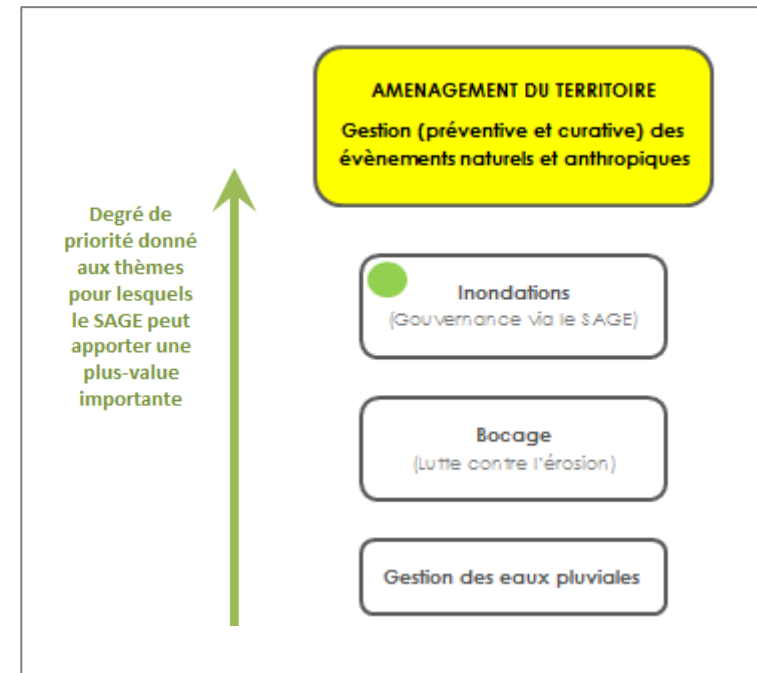 AMENAGEMENT DU TERRITOIRE
Gestion (préventive et curative) des
évènements naturels et anthropiques
Degré de
priorité donné
aux thèmes
pour lesquels
le SAGE peut
apporter une
plus-value
importante
Inondations
(Gouvernance via le SAGE)
Bocage
(Lutte contre l'érosion)
Gestion des eaux pluviales